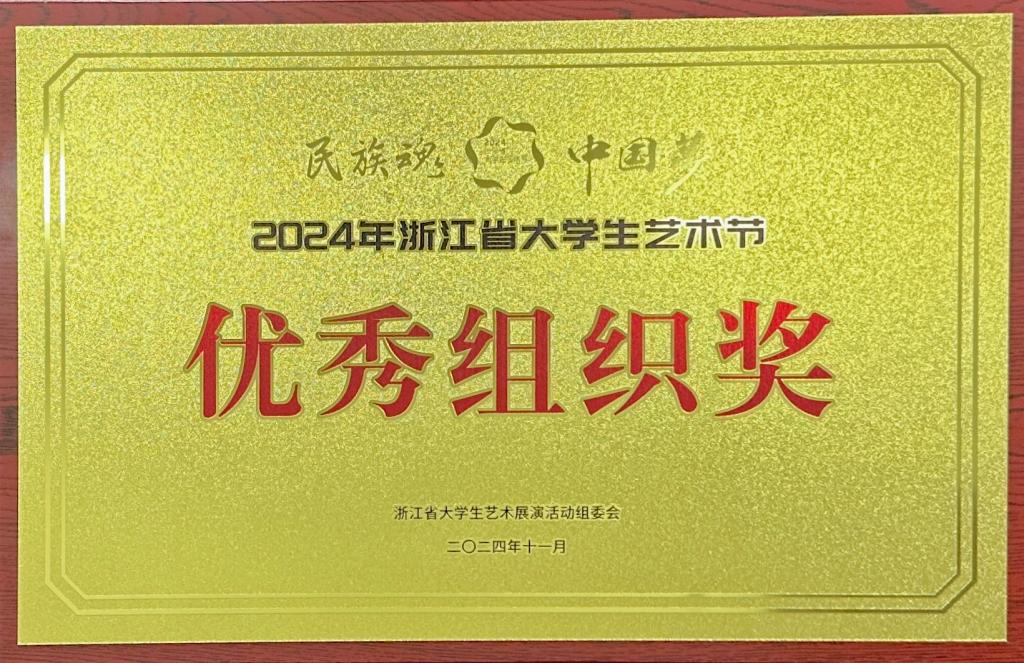 民族魂 2024 中国梦
2024年浙江省大学生艺术节
优秀组织奖
浙江省大学生艺术展演活动组委会
二〇二四年十一月